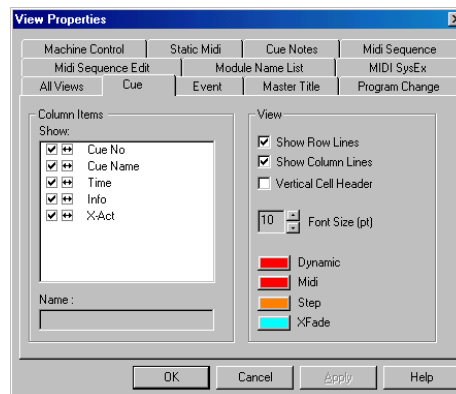 View Properties
Machine Control Static Midi Cue Notes Midi Sequence
Midi Sequence Edit Module Name List MIDI SysEx
All Views Cue Event Master Title Program Change
Column Items
Show:
Cue No
Cue Name
Time
Info
X-Act
Name :
View
Show Row Lines
Show Column Lines
Vertical Cell Header
10 Font Size (pt)
Dynamic
Midi
Step
XFade
OK Cancel Apply Help